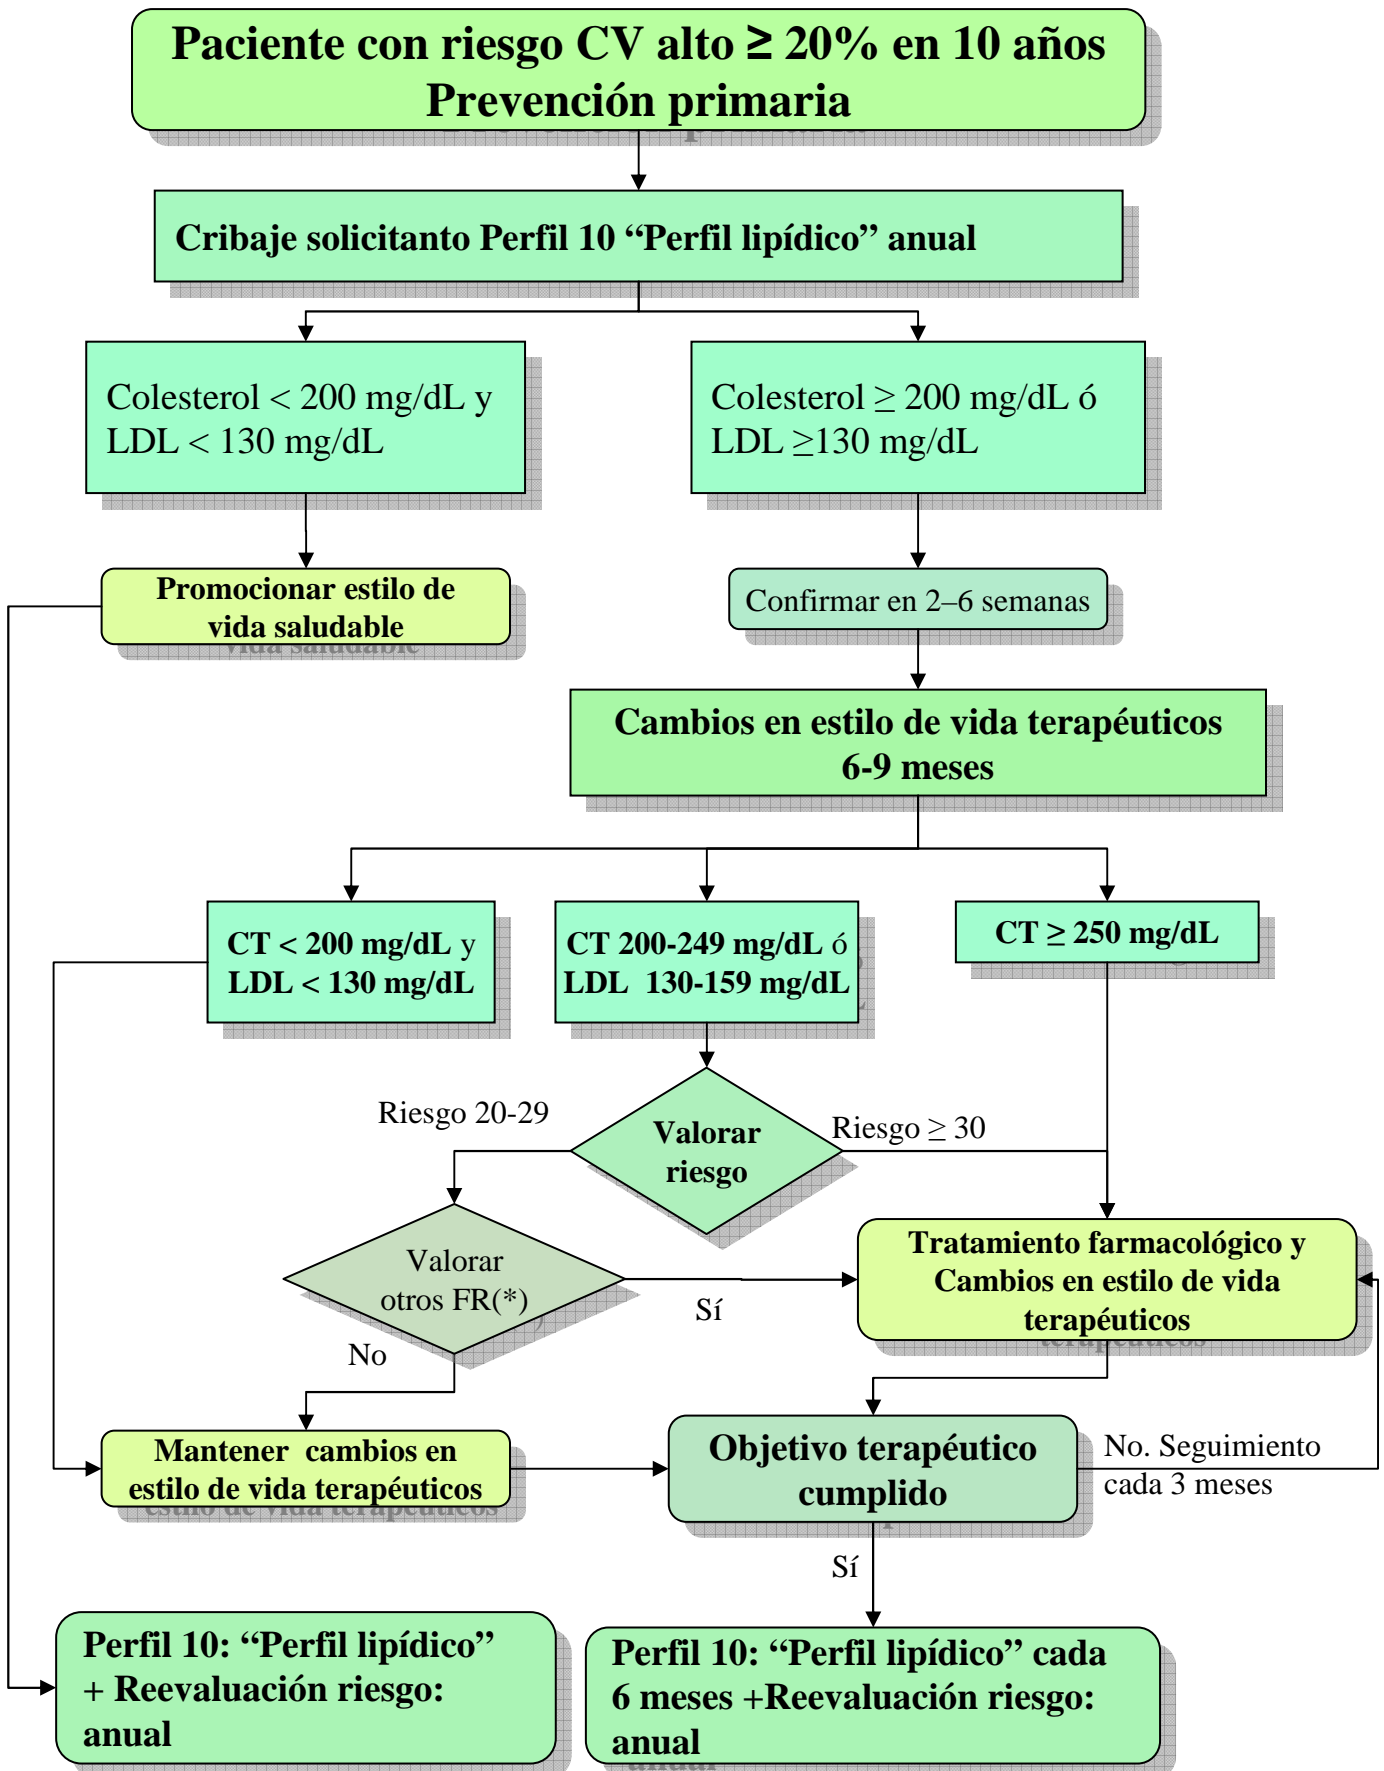 Paciente con riesgo CV alto ≥ 20% en 10 años
Prevención primaria
Cribaje solicitanto Perfil 10 “Perfil lipídico” anual
Colesterol < 200 mg/dL y
LDL < 130 mg/dL
Colesterol ≥ 200 mg/dL ó
LDL ≥130 mg/dL
Promocionar estilo de
vida saludable
Confirmar en 2–6 semanas
Cambios en estilo de vida terapéuticos
6-9 meses
CT < 200 mg/dL y
LDL < 130 mg/dL
CT 200-249 mg/dL ó
LDL 130-159 mg/dL
CT ≥ 250 mg/dL
Riesgo 20-29
Valorar
riesgo
Riesgo ≥ 30
Valorar
otros FR(*)
Sí
No
Tratamiento farmacológico y
Cambios en estilo de vida
terapéuticos
Mantener cambios en
estilo de vida terapéuticos
Objetivo terapéutico
cumplido
No. Seguimiento
cada 3 meses
Sí
Perfil 10: “Perfil lipídico”
+ Reevaluación riesgo:
anual
Perfil 10: “Perfil lipídico” cada
6 meses +Reevaluación riesgo:
anual